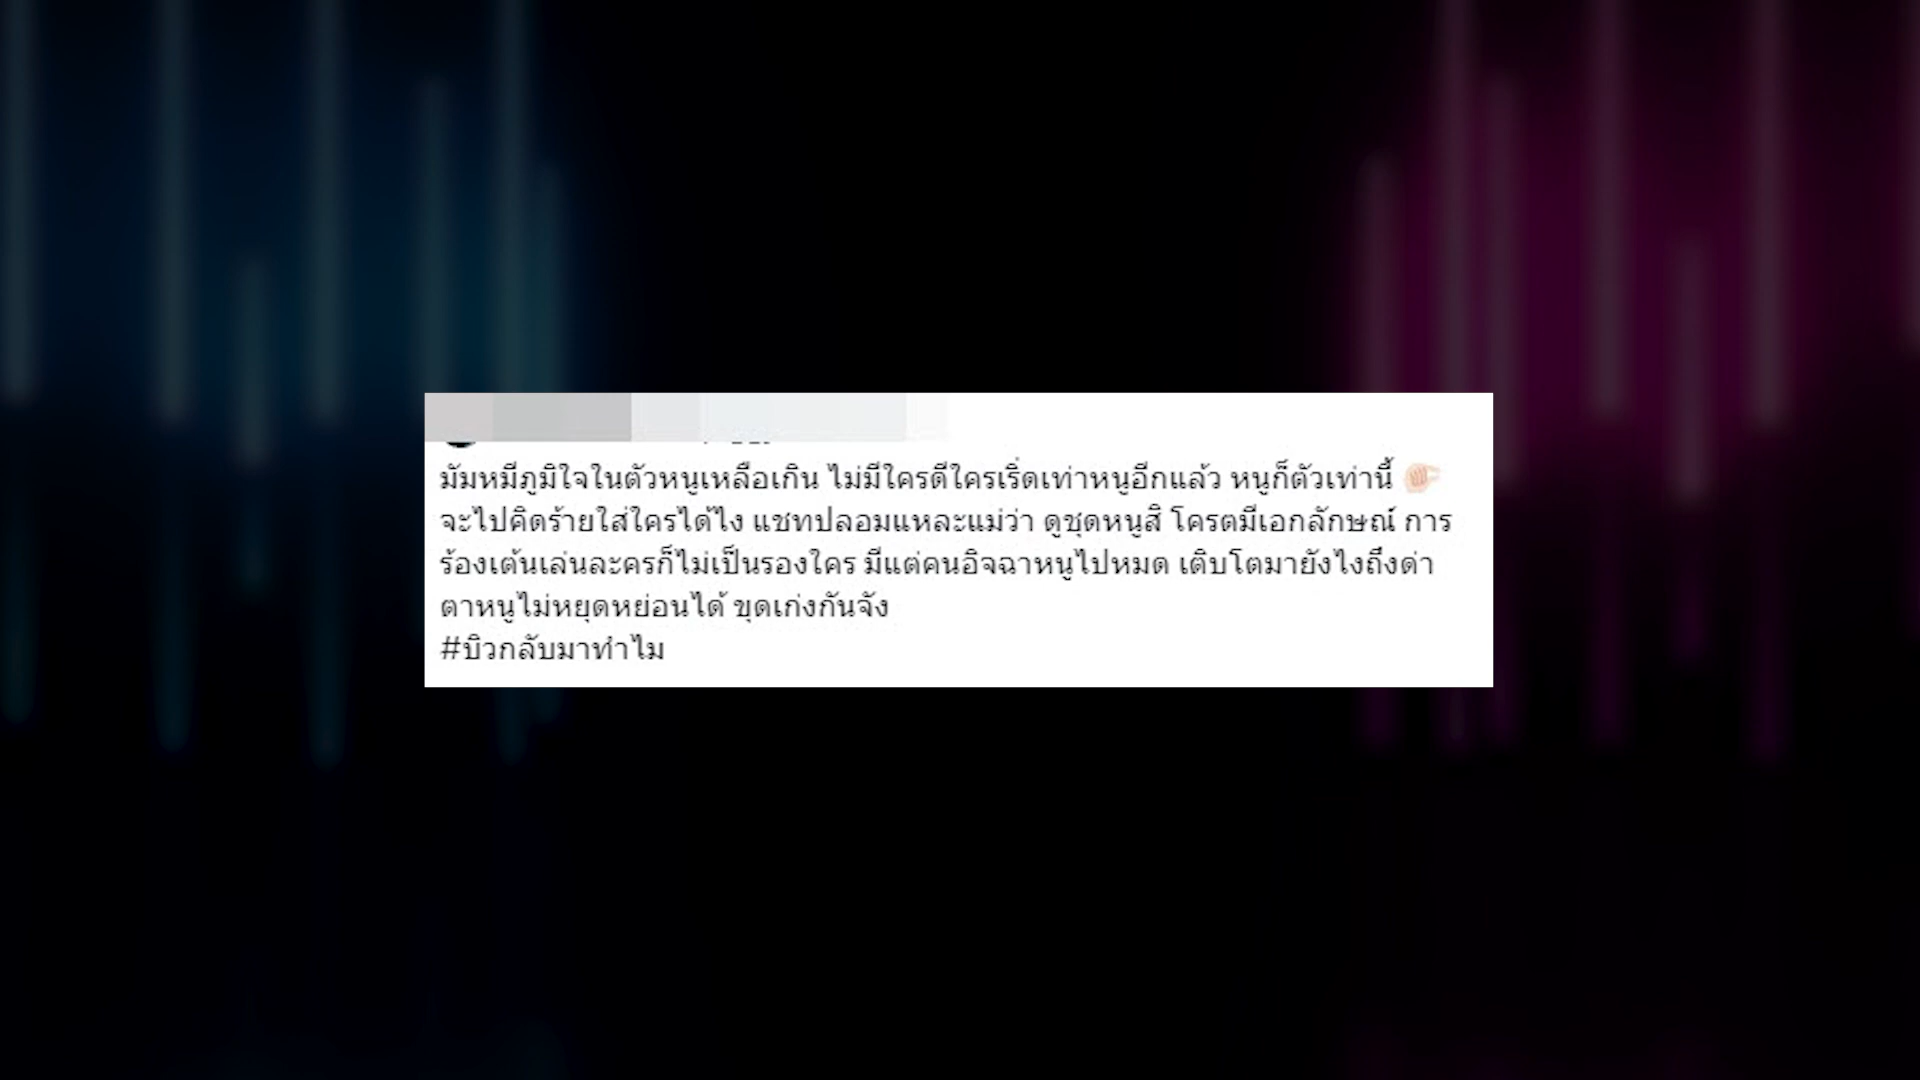 มัมหมีภูมิใจในตัวหนูเหลือเกิน ไม่มีใครดีใครเริ่ดเท่าหนูอีกแล้ว หนูก็ตัวเท่านี้ 🤏🏻
จะไปคิดร้ายใส่ใครได้ไง แชทปลอมแหละแม่ว่า ดูชุดหนูสิ โครตมีเอกลักษณ์ การ
ร้องเต้นเล่นละครก็ไม่เป็นรองใคร มีแต่คนอิจฉาหนูไปหมด เติบโตมายังไงถึงด่า
ตาหนูไม่หยุดหย่อนได้ ขุดเก่งกันจัง
#บิวกลับมาทำไม